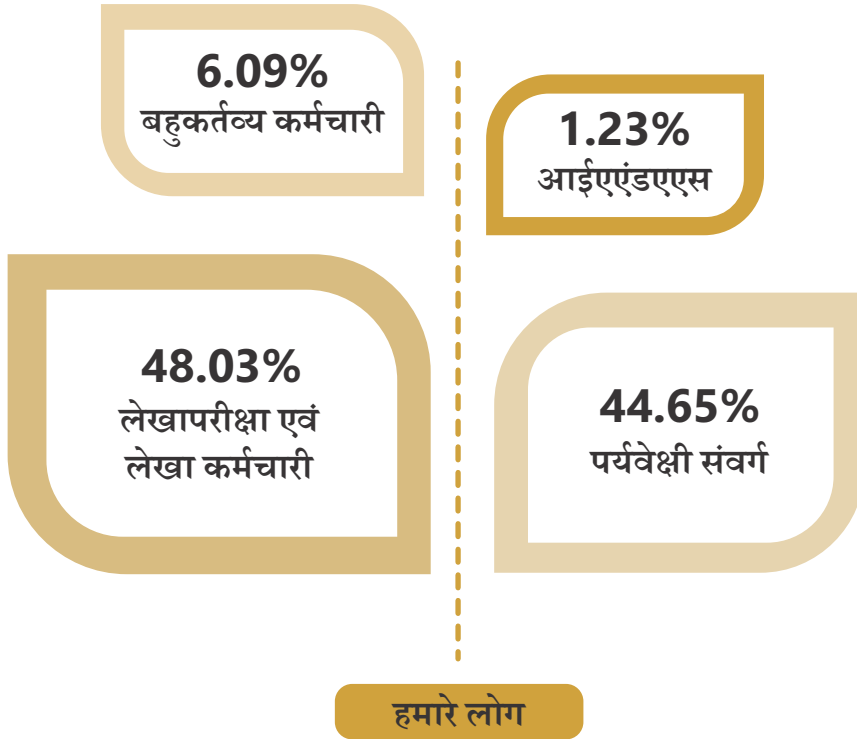 6.09%
बहुकर्तव्य कर्मचारी
1.23%
आईएएंडएएस
48.03%
लेखापरीक्षा एवं
लेखा कर्मचारी
44.65%
पर्यवेक्षी संवर्ग
हमारे लोग